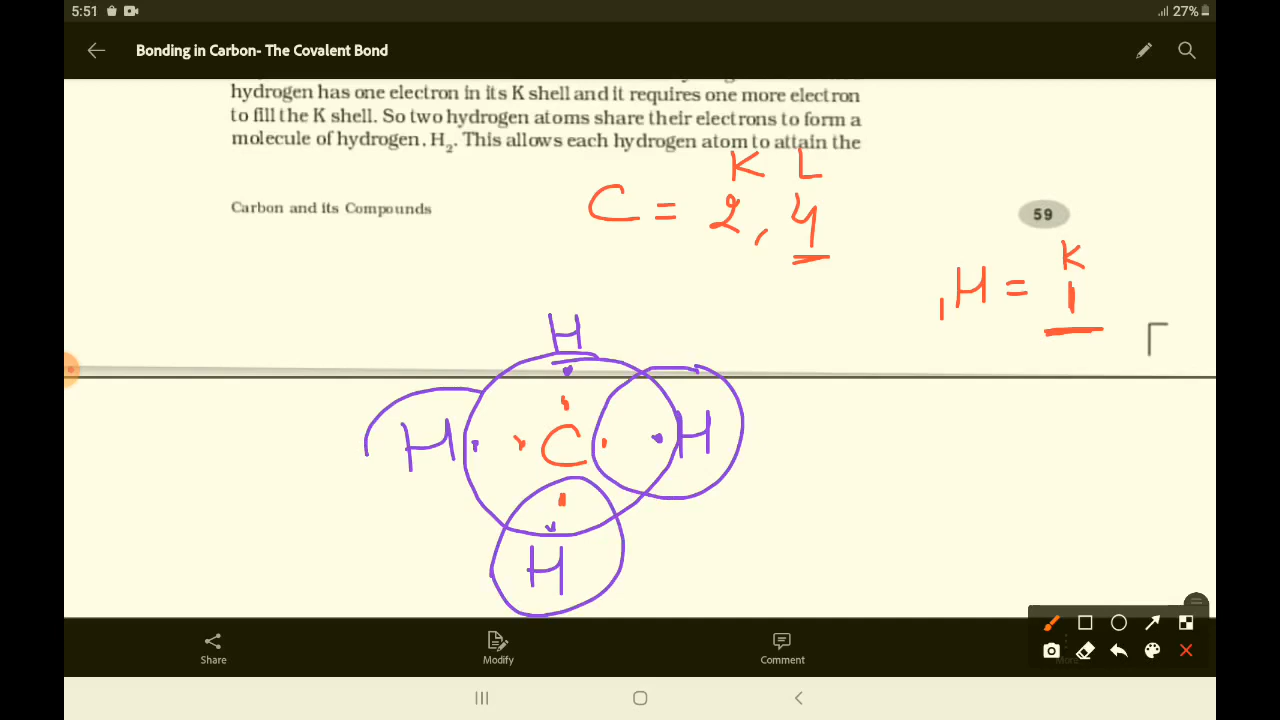 5:51
27%
Bonding in Carbon- The Covalent Bond
hydrogen has one electron in its K shell and it requires one more electron
to fill the K shell. So two hydrogen atoms share their electrons to form a
molecule of hydrogen, H₂. This allows each hydrogen atom to attain the
K L
C = 2, 4
Carbon and its Compounds
59
K
₁H = 1
H
H C H
H
Share
Modify
Comment
More